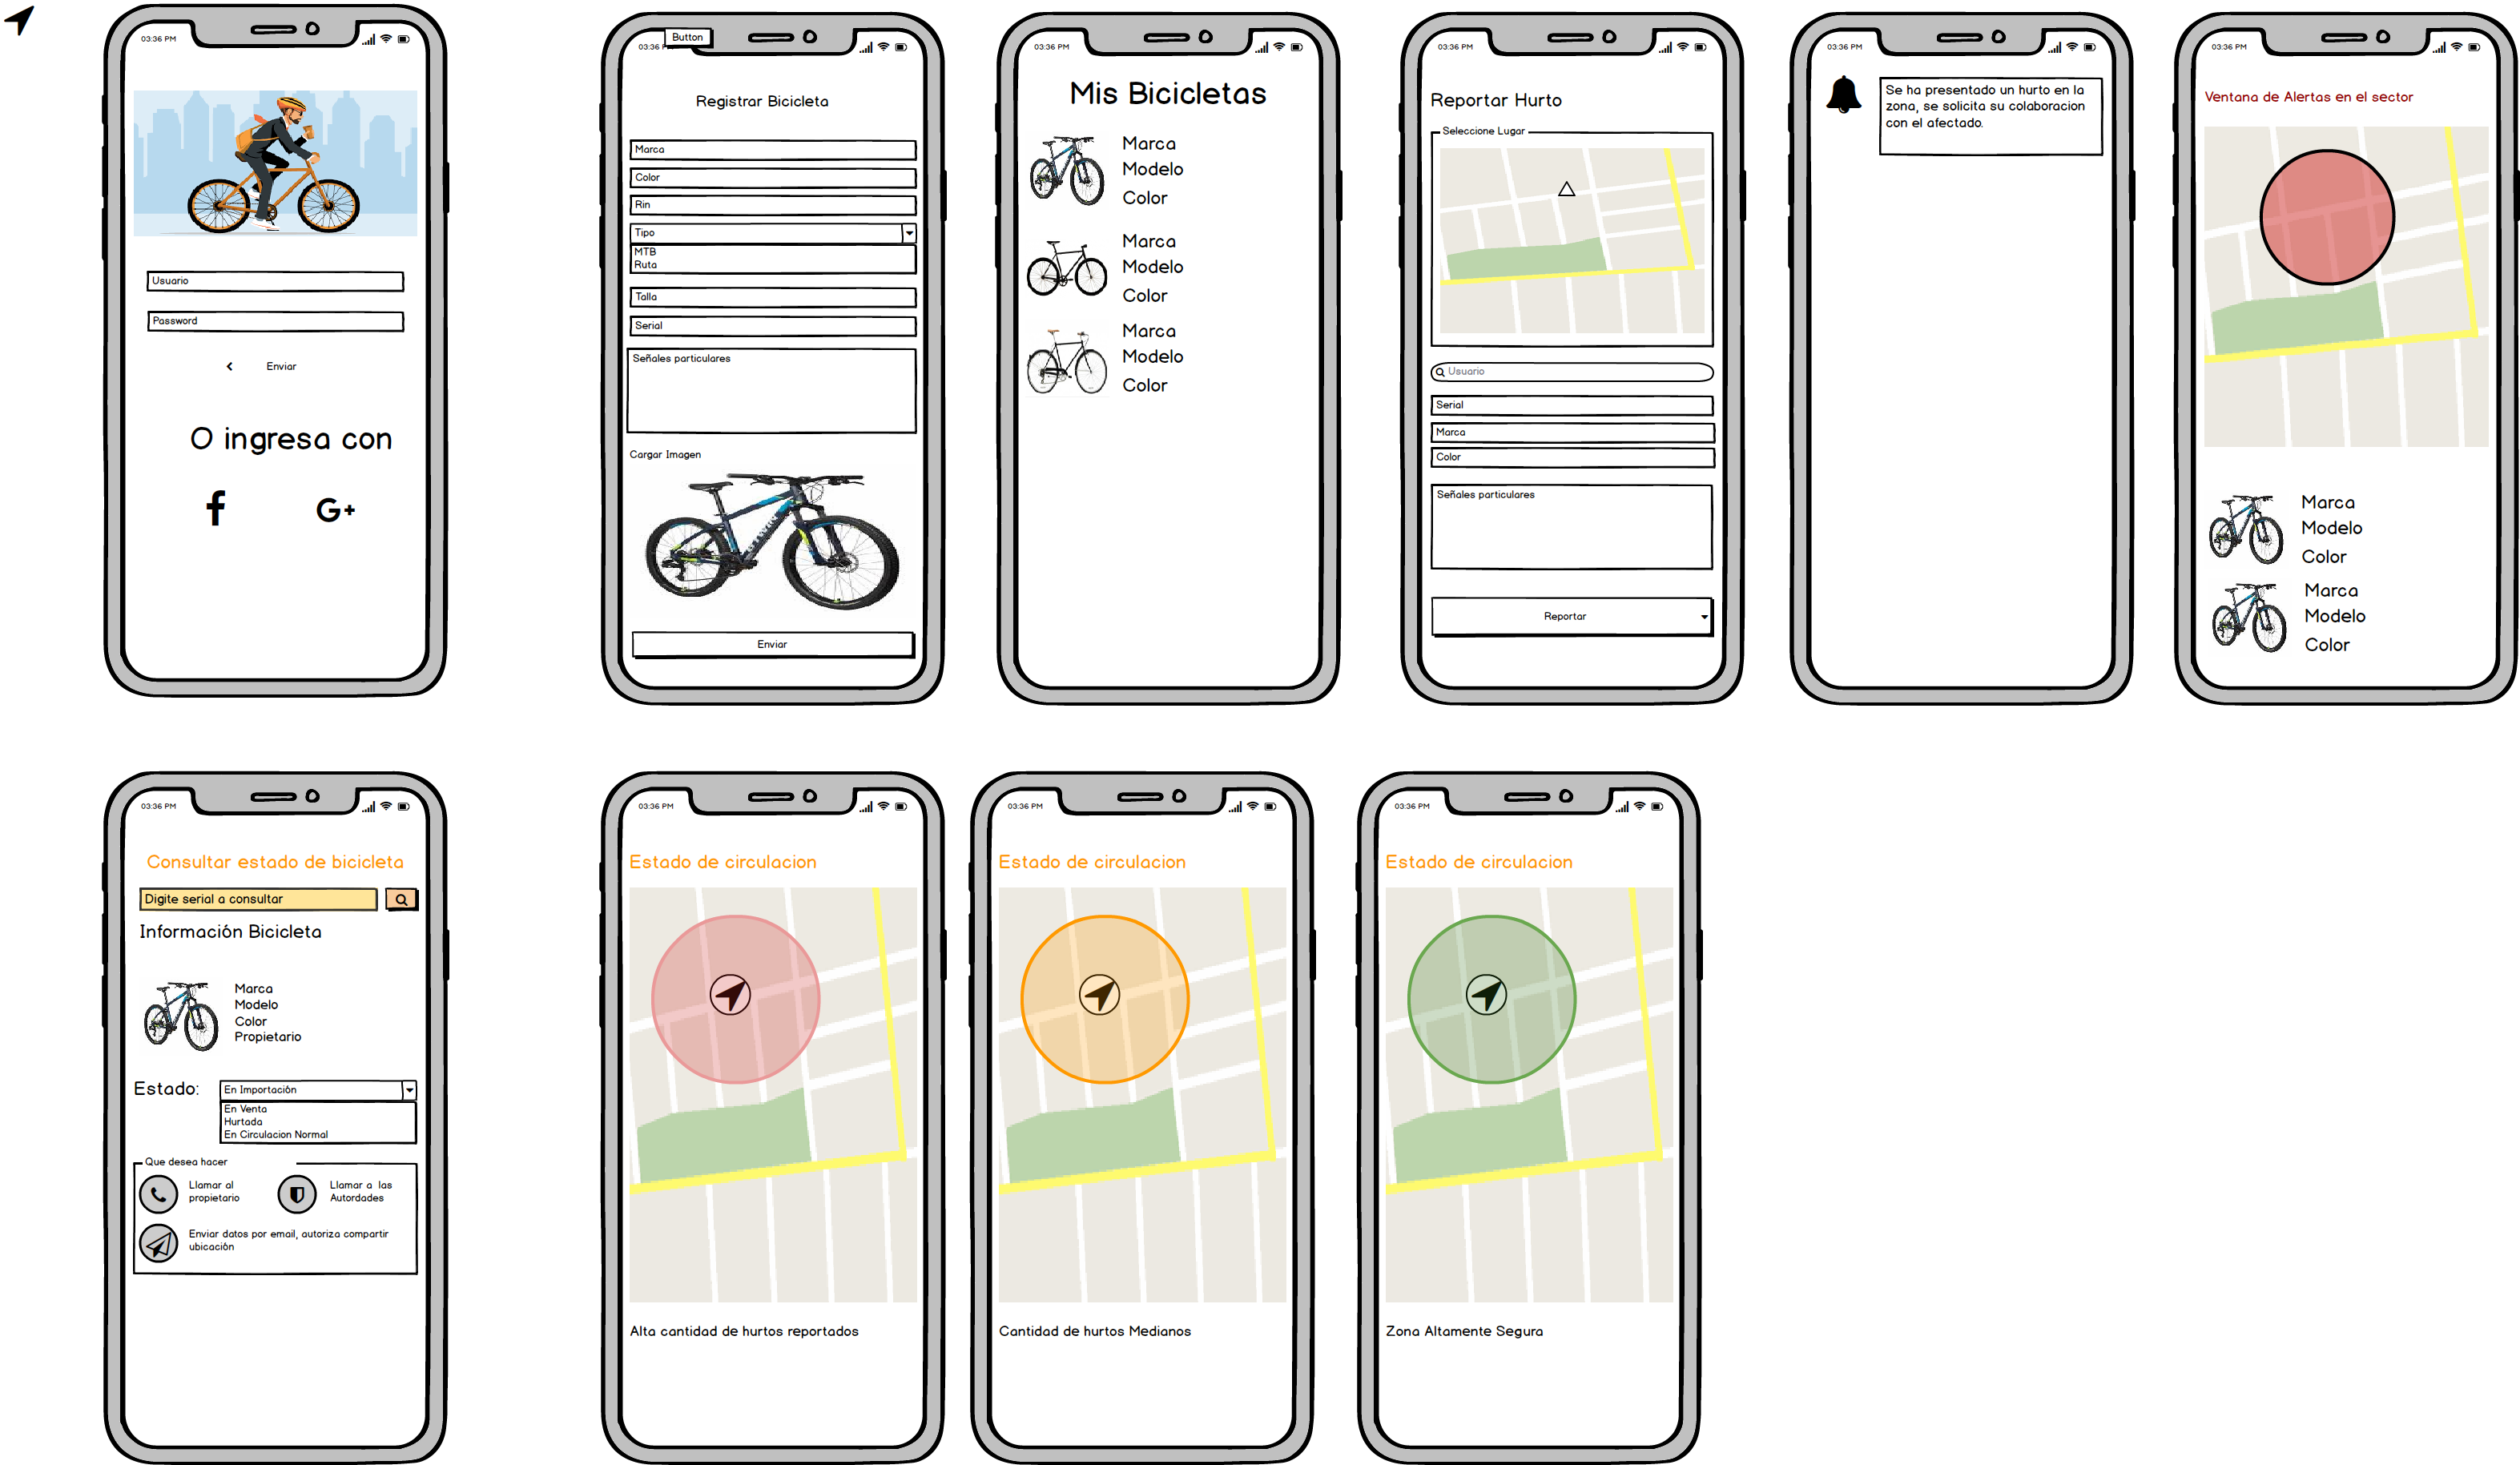 03:36 PM
Usuario
Password
Enviar
O ingresa con
f
G+
Button
03:36 P
Registrar Bicicleta
Marca
Color
Rin
Tipo
MTB
Ruta
Talla
Serial
Señales particulares
Cargar Imagen
Enviar
03:36 PM
Mis Bicicletas
Marca
Modelo
Color
Marca
Modelo
Color
Marca
Modelo
Color
03:36 PM
Reportar Hurto
Seleccione Lugar
Usuario
Serial
Marca
Color
Señales particulares
Reportar
03:36 PM
Se ha presentado un hurto en la
zona, se solicita su colaboracion
con el afectado.
03:36 PM
Ventana de Alertas en el sector
Marca
Modelo
Color
Marca
Modelo
Color
03:36 PM
Consultar estado de bicicleta
Digite serial a consultar
Información Bicicleta
Marca
Modelo
Color
Propietario
Estado:
En Importación
En Venta
Hurtada
En Circulacion Normal
Que desea hacer
Llamar al
propietario
Llamar a las
Autordades
Enviar datos por email, autoriza compartir
ubicación
03:36 PM
Estado de circulacion
Alta cantidad de hurtos reportados
03:36 PM
Estado de circulacion
Cantidad de hurtos Medianos
03:36 PM
Estado de circulacion
Zona Altamente Segura